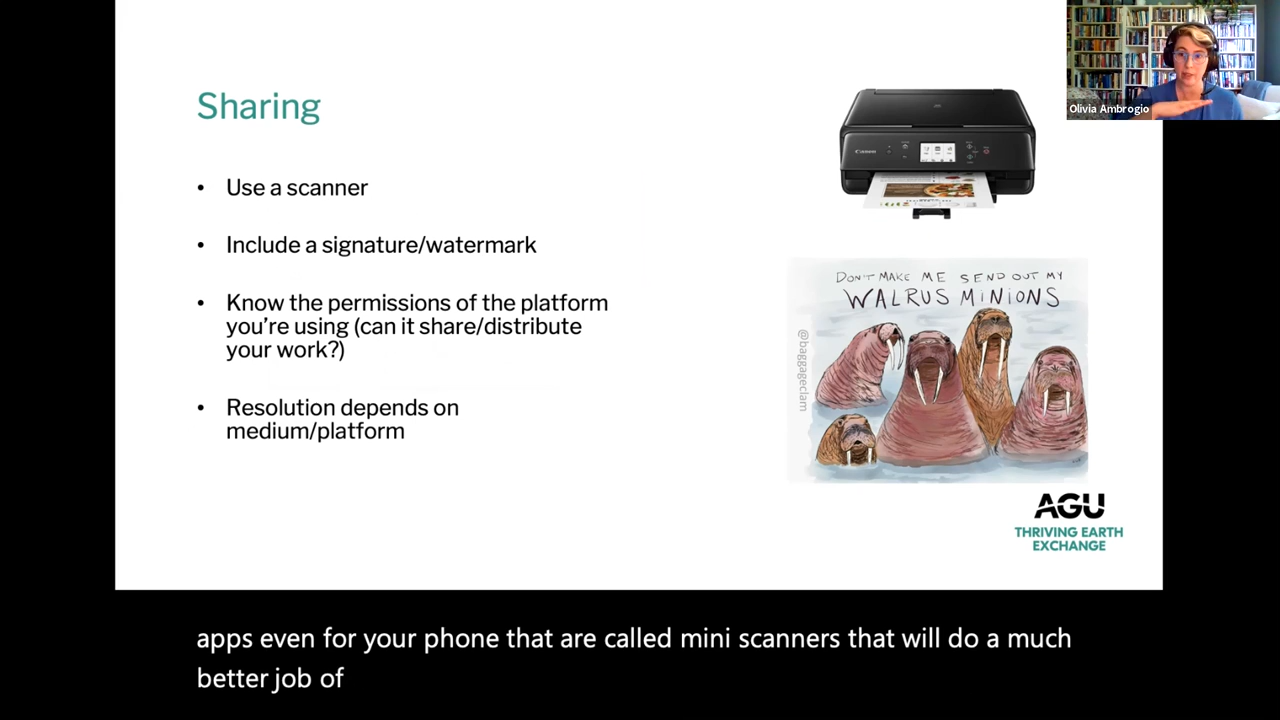 Sharing
• Use a scanner
• Include a signature/watermark
• Know the permissions of the platform
you're using (can it share/distribute
your work?)
• Resolution depends on
medium/platform
Olivia Ambrogio
Canon
DON'T MAKE ME SEND OUT MY
WALRUS MINIONS
@baggageclam
AGU
THRIVING EARTH
EXCHANGE
apps even for your phone that are called mini scanners that will do a much
better job of